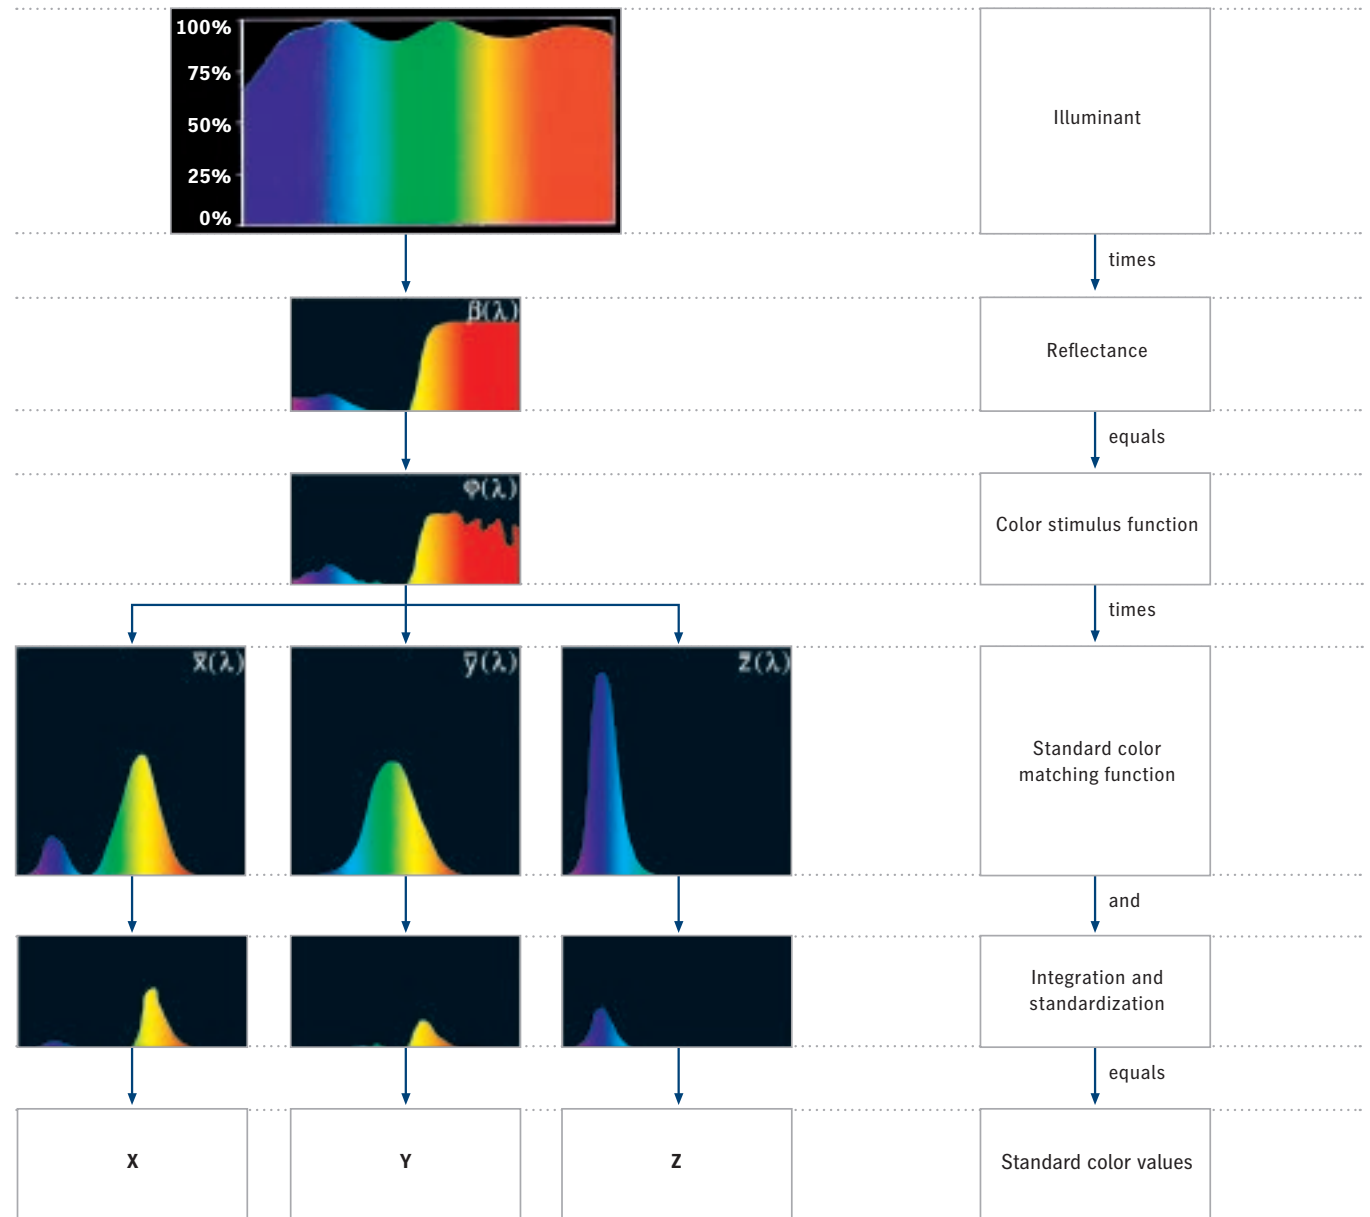 100%
75%
50%
25%
0%
Illuminant
times
β(λ)
Reflectance
equals
φ(λ)
Color stimulus function
times
x̅(λ)
y̅(λ)
z̅(λ)
Standard color
matching function
and
Integration and
standardization
equals
X
Y
Z
Standard color values